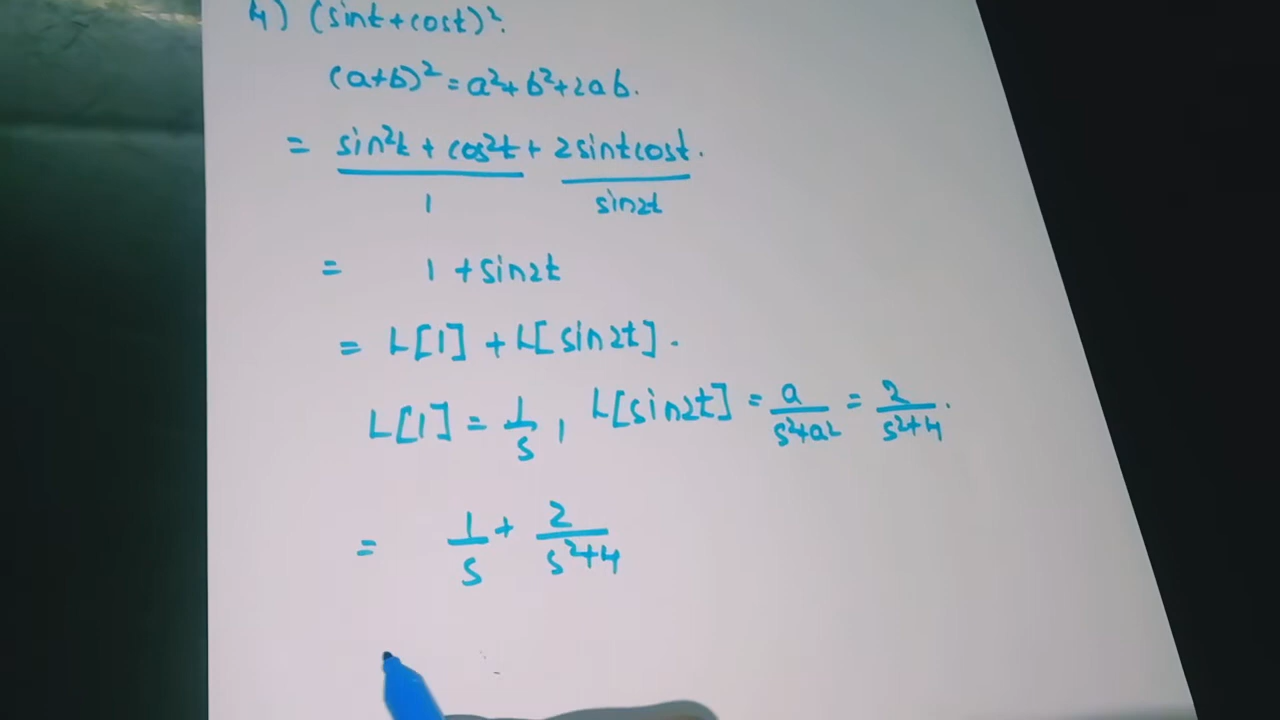 4) (sint+cost)².
(a+b)² = a²+b²+2ab.
= sin²t + cos²t + 2sintcost.
1 sin2t
= 1 + sin2t
= L[1] + L[sin2t].
L[1] = 1/s , L[sin2t] = a/s²+a² = 2/s²+4.
= 1/s + 2/s²+4